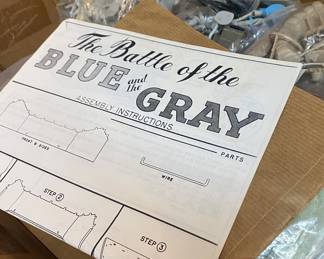 The Battle of the
BLUE and the GRAY
ASSEMBLY INSTRUCTIONS
PARTS
FRONT & SIDES
WIRE
STEP 2
STEP 3